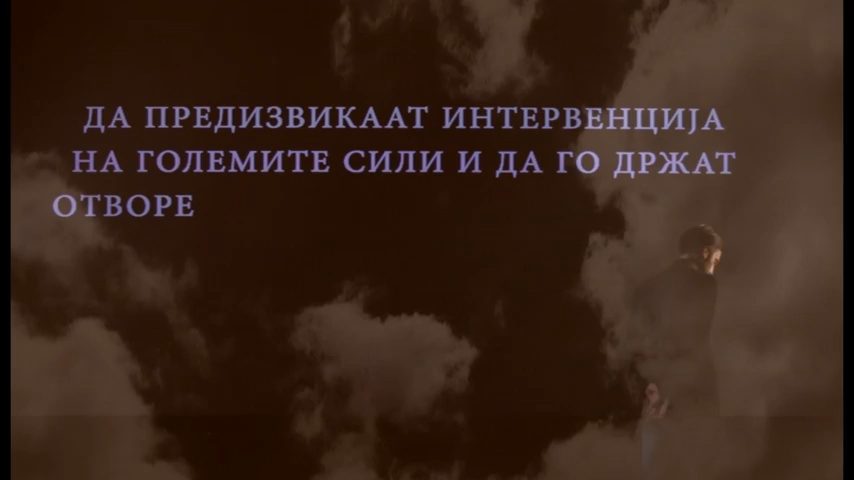 ДА ПРЕДИЗВИКААТ ИНТЕРВЕНЦИЈА
НА ГОЛЕМИТЕ СИЛИ И ДА ГО ДРЖАТ
ОТВОРЕ